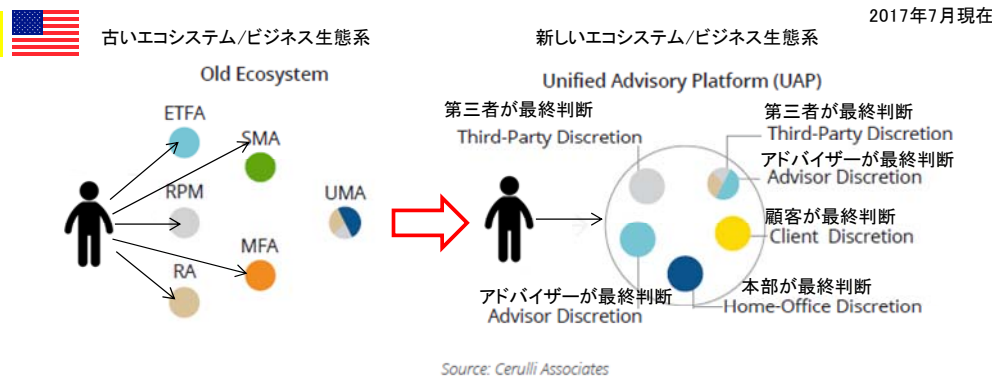 2017年7月現在
古いエコシステム/ビジネス生態系
新しいエコシステム/ビジネス生態系
Old Ecosystem
Unified Advisory Platform (UAP)
ETFA
SMA
RPM
UMA
MFA
RA
第三者が最終判断
Third-Party Discretion
第三者が最終判断
Third-Party Discretion
アドバイザーが最終判断
Advisor Discretion
顧客が最終判断
Client Discretion
本部が最終判断
Home-Office Discretion
アドバイザーが最終判断
Advisor Discretion
Source: Cerulli Associates